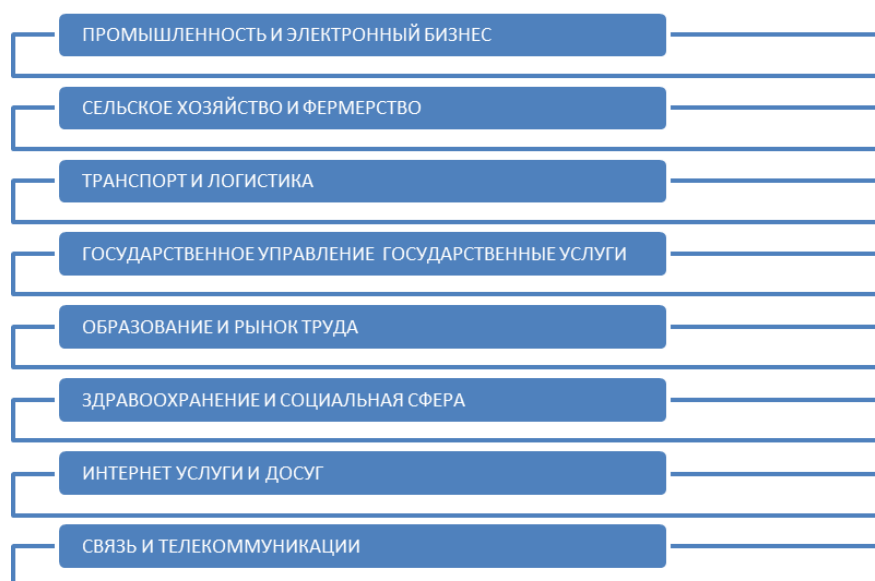 ПРОМЫШЛЕННОСТЬ И ЭЛЕКТРОННЫЙ БИЗНЕС
СЕЛЬСКОЕ ХОЗЯЙСТВО И ФЕРМЕРСТВО
ТРАНСПОРТ И ЛОГИСТИКА
ГОСУДАРСТВЕННОЕ УПРАВЛЕНИЕ ГОСУДАРСТВЕННЫЕ УСЛУГИ
ОБРАЗОВАНИЕ И РЫНОК ТРУДА
ЗДРАВООХРАНЕНИЕ И СОЦИАЛЬНАЯ СФЕРА
ИНТЕРНЕТ УСЛУГИ И ДОСУГ
СВЯЗЬ И ТЕЛЕКОММУНИКАЦИИ